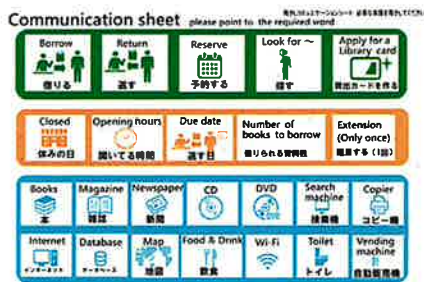 Communication sheet please point to the required word
Borrow
借りる
Return
返す
Reserve
予約する
Look for ～
探す
Apply for a
Library card
貸出カードを作る
Closed
休みの日
Opening hours
開いてる時間
Due date
返す日
Number of
books to borrow
借りられる資料数
Extension
(Only once)
延長する（1回）
Books
本
Magazine
雑誌
Newspaper
新聞
CD
DVD
Search
machine
検索機
Copier
コピー機
Internet
インターネット
Database
データベース
Map
地図
Food & Drink
飲食
Wi-Fi
Toilet
トイレ
Vending
machine
自動販売機